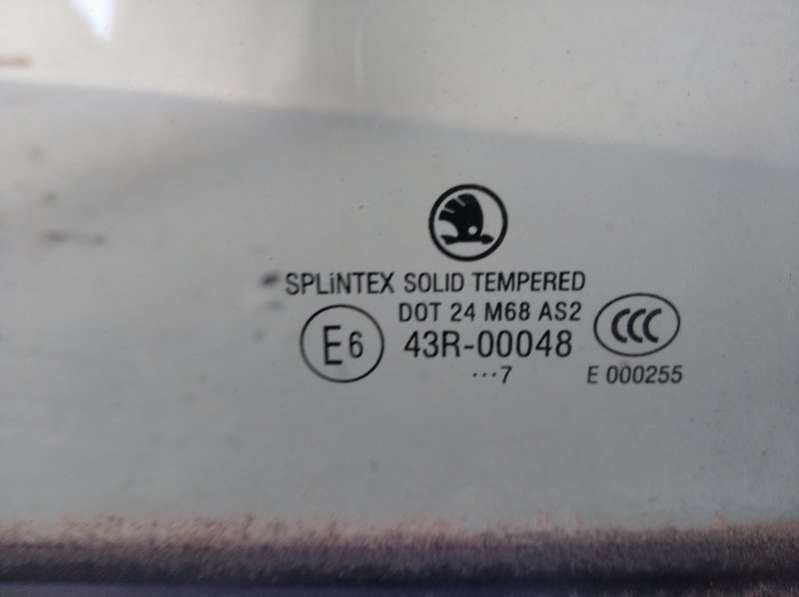 SPLiNTEX SOLID TEMPERED
DOT 24 M68 AS2
E6 43R-00048 CCC
···7 E 000255